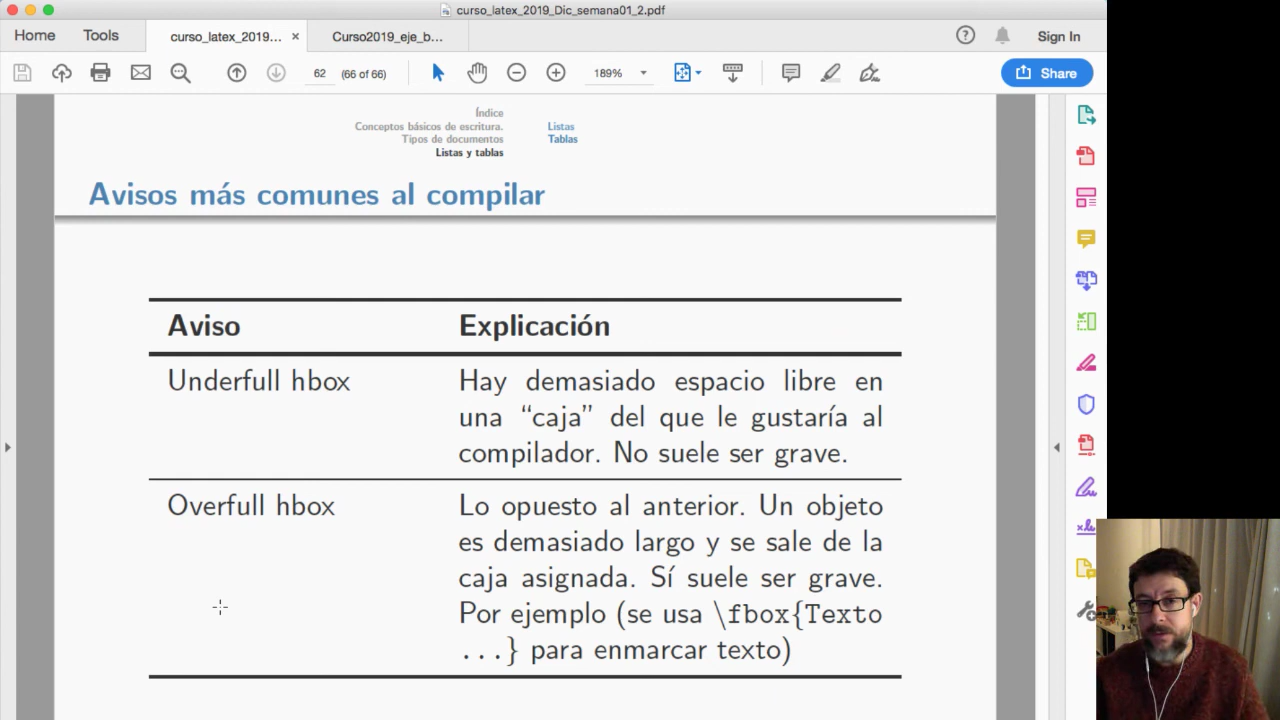 curso_latex_2019_Dic_semana01_2.pdf
Home Tools curso_latex_2019... × Curso2019_eje_b... Sign In
62 (66 of 66) 189% Share
Índice
Conceptos básicos de escritura. Listas
Tipos de documentos Tablas
Listas y tablas
Avisos más comunes al compilar
Aviso Explicación
Underfull hbox Hay demasiado espacio libre en
una “caja” del que le gustaría al
compilador. No suele ser grave.
Overfull hbox Lo opuesto al anterior. Un objeto
es demasiado largo y se sale de la
caja asignada. Sí suele ser grave.
Por ejemplo (se usa \fbox{Texto
...} para enmarcar texto)